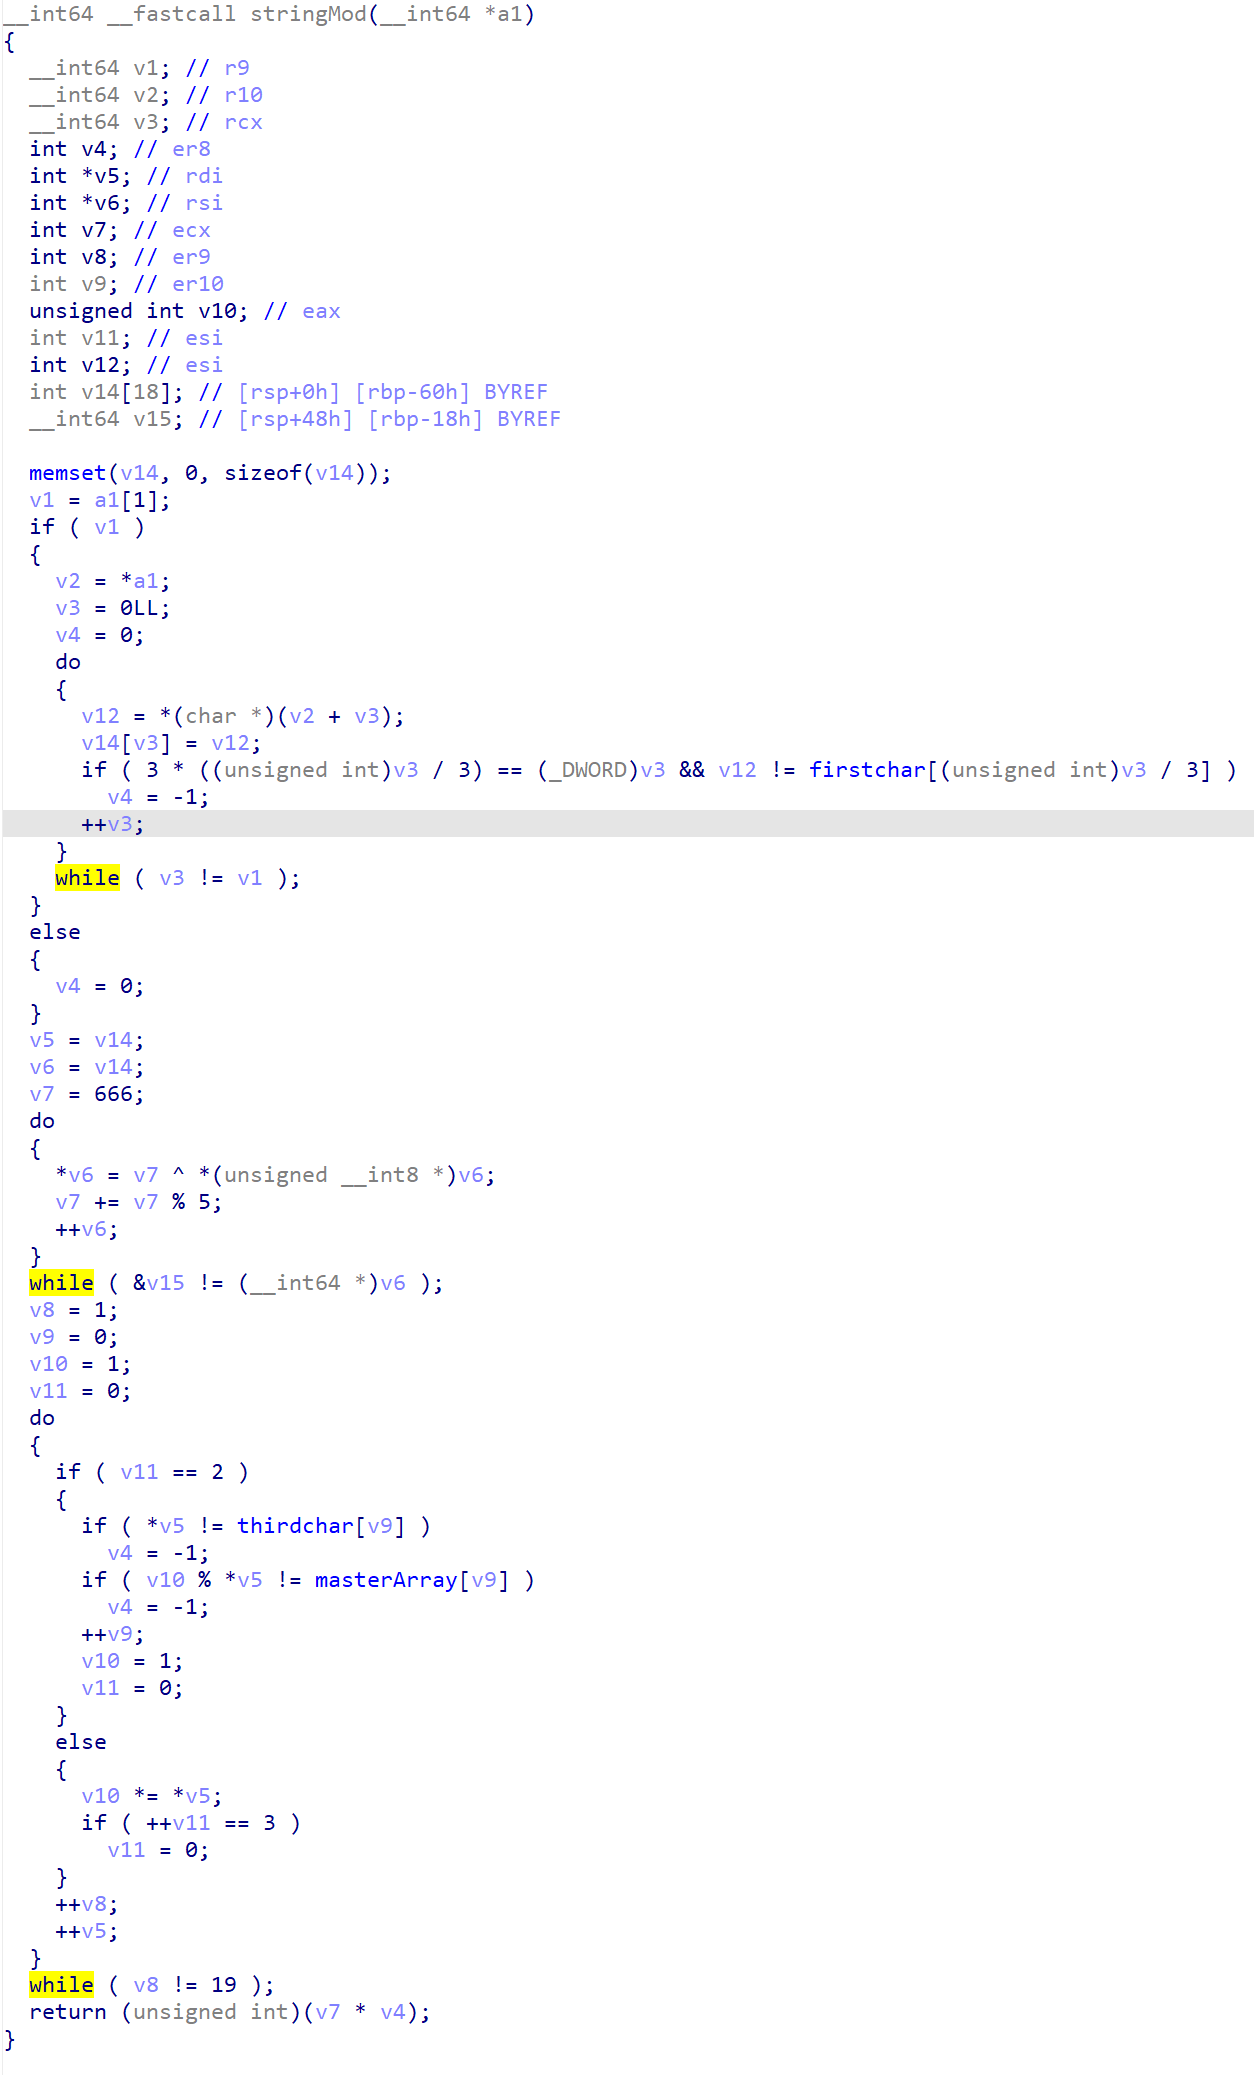 __int64 __fastcall stringMod(__int64 *a1)
{
  __int64 v1; // r9
  __int64 v2; // r10
  __int64 v3; // rcx
  int v4; // er8
  int *v5; // rdi
  int *v6; // rsi
  int v7; // ecx
  int v8; // er9
  int v9; // er10
  unsigned int v10; // eax
  int v11; // esi
  int v12; // esi
  int v14[18]; // [rsp+0h] [rbp-60h] BYREF
  __int64 v15; // [rsp+48h] [rbp-18h] BYREF

  memset(v14, 0, sizeof(v14));
  v1 = a1[1];
  if ( v1 )
  {
    v2 = *a1;
    v3 = 0LL;
    v4 = 0;
    do
    {
      v12 = *(char *)(v2 + v3);
      v14[v3] = v12;
      if ( 3 * ((unsigned int)v3 / 3) == (_DWORD)v3 && v12 != firstchar[(unsigned int)v3 / 3] )
        v4 = -1;
      ++v3;
    }
    while ( v3 != v1 );
  }
  else
  {
    v4 = 0;
  }
  v5 = v14;
  v6 = v14;
  v7 = 666;
  do
  {
    *v6 = v7 ^ *(unsigned __int8 *)v6;
    v7 += v7 % 5;
    ++v6;
  }
  while ( &v15 != (__int64 *)v6 );
  v8 = 1;
  v9 = 0;
  v10 = 1;
  v11 = 0;
  do
  {
    if ( v11 == 2 )
    {
      if ( *v5 != thirdchar[v9] )
        v4 = -1;
      if ( v10 % *v5 != masterArray[v9] )
        v4 = -1;
      ++v9;
      v10 = 1;
      v11 = 0;
    }
    else
    {
      v10 *= *v5;
      if ( ++v11 == 3 )
        v11 = 0;
    }
    ++v8;
    ++v5;
  }
  while ( v8 != 19 );
  return (unsigned int)(v7 * v4);
}